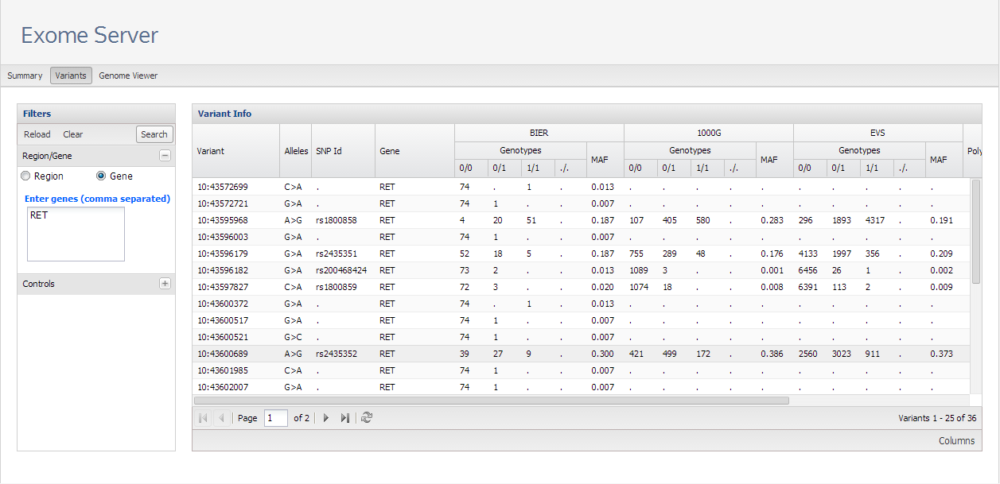 Exome Server
Summary Variants Genome Viewer
Filters
Reload Clear Search
Region/Gene
Region Gene
Enter genes (comma separated)
RET
Controls
Variant Info
BIER 1000G EVS
Variant Alleles SNP Id Gene Genotypes MAF Genotypes MAF Genotypes MAF Poly
0/0 0/1 1/1 ./. 0/0 0/1 1/1 ./. 0/0 0/1 1/1 ./.
10:43572699 C>A . RET 74 . 1 . 0.013 . . . . . . . . . .
10:43572721 G>A . RET 74 1 . . 0.007 . . . . . . . . . .
10:43595968 A>G rs1800858 RET 4 20 51 . 0.187 107 405 580 . 0.283 296 1893 4317 . 0.191
10:43596003 G>A . RET 74 1 . . 0.007 . . . . . . . . . .
10:43596179 G>A rs2435351 RET 52 18 5 . 0.187 755 289 48 . 0.176 4133 1997 356 . 0.209
10:43596182 G>A rs200468424 RET 73 2 . . 0.013 1089 3 . . 0.001 6456 26 1 . 0.002
10:43597827 C>A rs1800859 RET 72 3 . . 0.020 1074 18 . . 0.008 6391 113 2 . 0.009
10:43600372 G>A . RET 74 . 1 . 0.013 . . . . . . . . . .
10:43600517 G>A . RET 74 1 . . 0.007 . . . . . . . . . .
10:43600521 G>C . RET 74 1 . . 0.007 . . . . . . . . . .
10:43600689 A>G rs2435352 RET 39 27 9 . 0.300 421 499 172 . 0.386 2560 3023 911 . 0.373
10:43601985 C>A . RET 74 1 . . 0.007 . . . . . . . . . .
10:43602007 G>A . RET 74 1 . . 0.007 . . . . . . . . . .
Page 1 of 2 Variants 1 - 25 of 36
Columns